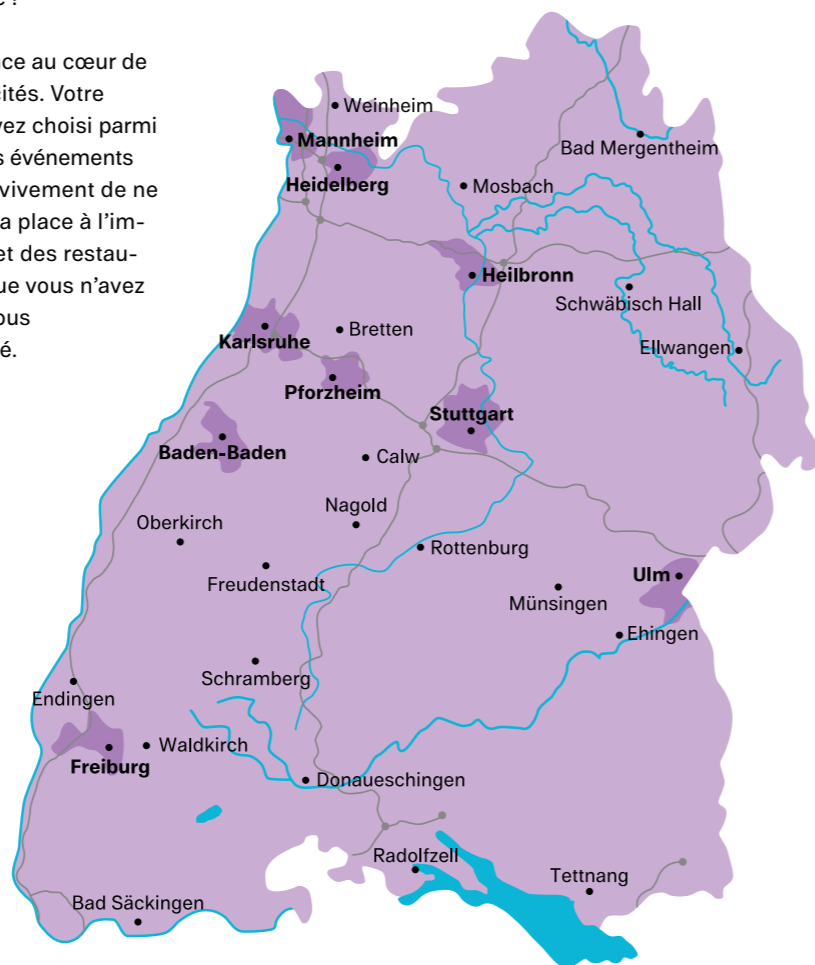 nce au cœur de
cités. Votre
vez choisi parmi
s événements
vivement de ne
a place à l'im-
et des restau-
ue vous n'avez
ous
é.
Weinheim
Mannheim
Heidelberg
Mosbach
Bad Mergentheim
Heilbronn
Schwäbisch Hall
Ellwangen
Karlsruhe
Bretten
Pforzheim
Stuttgart
Baden-Baden
Calw
Nagold
Oberkirch
Rottenburg
Freudenstadt
Ulm
Münsingen
Ehingen
Schramberg
Endingen
Waldkirch
Freiburg
Donaueschingen
Radolfzell
Tettnang
Bad Säckingen